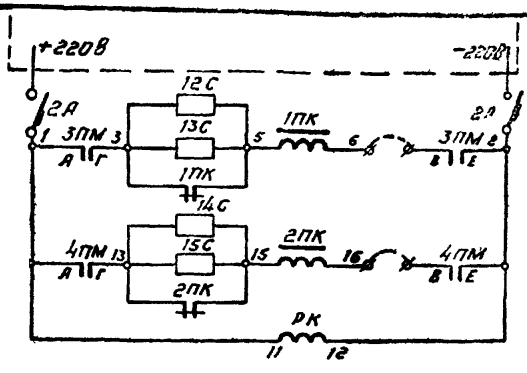 +220В -220В
12С
2А 2А
13С 1ПК
1 3ПМ 3 5 6 3ПМ 8
А Г В Е
1ПК
14С
15С 2ПК
4ПМ 13 15 16 4ПМ
А Г В Е
2ПК
РК
11 12